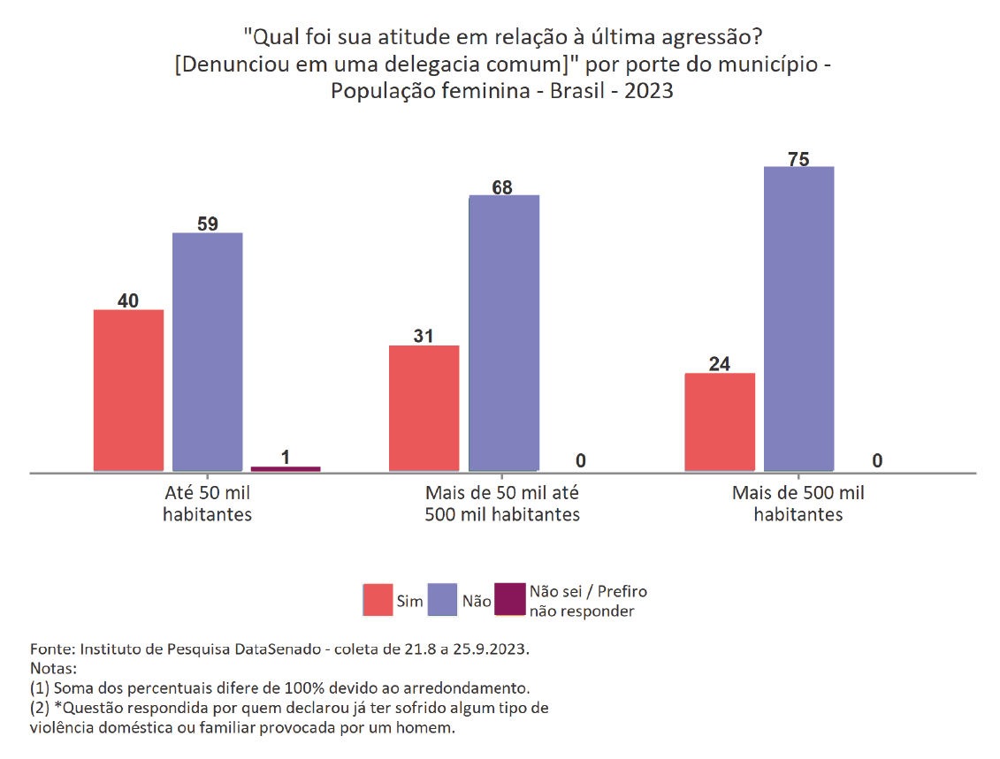 "Qual foi sua atitude em relação à última agressão?
[Denunciou em uma delegacia comum]" por porte do município -
População feminina - Brasil - 2023
40
59
1
31
68
0
24
75
0
Até 50 mil
habitantes
Mais de 50 mil até
500 mil habitantes
Mais de 500 mil
habitantes
Sim
Não
Não sei / Prefiro
não responder
Fonte: Instituto de Pesquisa DataSenado - coleta de 21.8 a 25.9.2023.
Notas:
(1) Soma dos percentuais difere de 100% devido ao arredondamento.
(2) *Questão respondida por quem declarou já ter sofrido algum tipo de
violência doméstica ou familiar provocada por um homem.